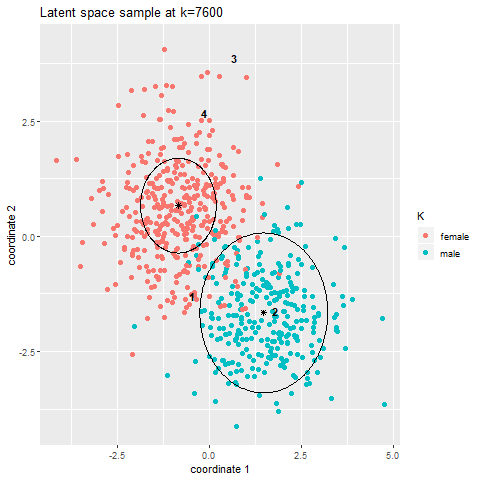 Latent space sample at k=7600
3
4
1
2
coordinate 2
2.5
0.0
-2.5
-2.5
0.0
2.5
5.0
coordinate 1
K
female
male